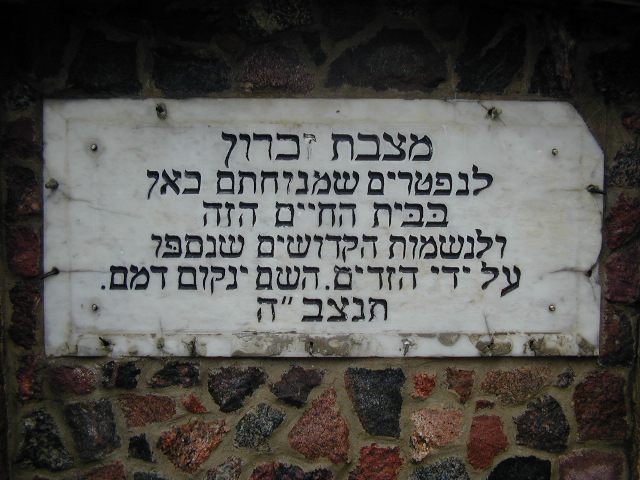 מצבת זכרון
לנפטרים שמנוחתם כאן
בבית החיים הזה
ולנשמות הקדושים שנספו
על ידי הזדים. השם ינקום דמם.
תנצב״ה